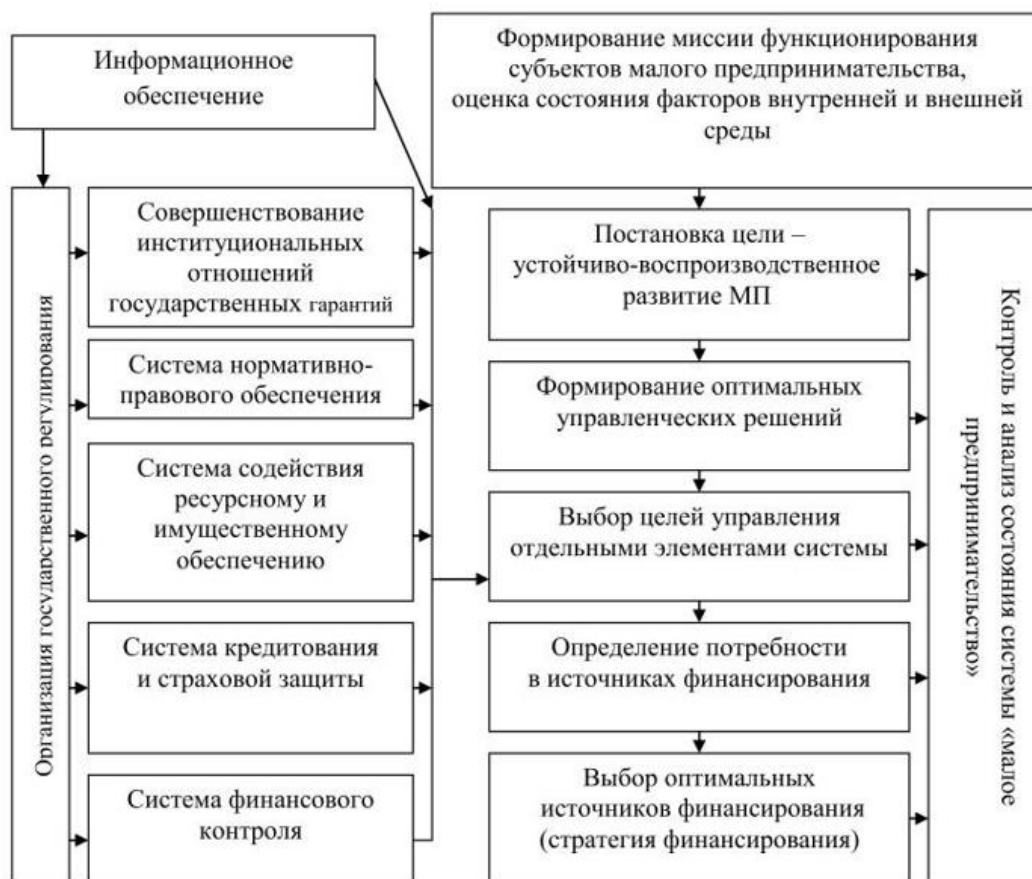 Информационное
обеспечение
Формирование миссии функционирования
субъектов малого предпринимательства,
оценка состояния факторов внутренней и внешней
среды
Организация государственного регулирования
Совершенствование
институциональных
отношений
государственных гарантий
Система нормативно-
правового обеспечения
Система содействия
ресурсному и
имущественному
обеспечению
Система кредитования
и страховой защиты
Система финансового
контроля
Постановка цели –
устойчиво-воспроизводственное
развитие МП
Формирование оптимальных
управленческих решений
Выбор целей управления
отдельными элементами системы
Определение потребности
в источниках финансирования
Выбор оптимальных
источников финансирования
(стратегия финансирования)
Контроль и анализ состояния системы «малое
предпринимательство»